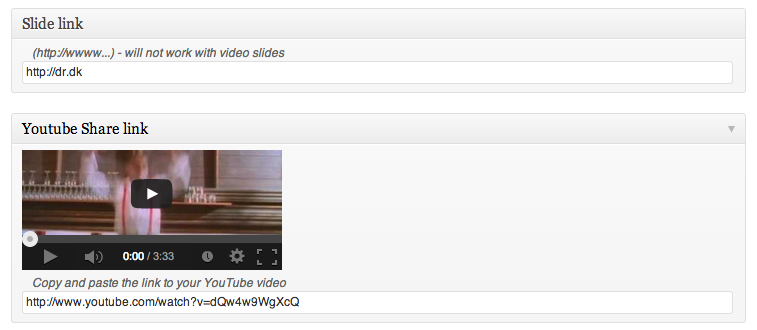 Slide link
(http://wwww...) - will not work with video slides
http://dr.dk
Youtube Share link
0:00 / 3:33
Copy and paste the link to your YouTube video
http://www.youtube.com/watch?v=dQw4w9WgXcQ